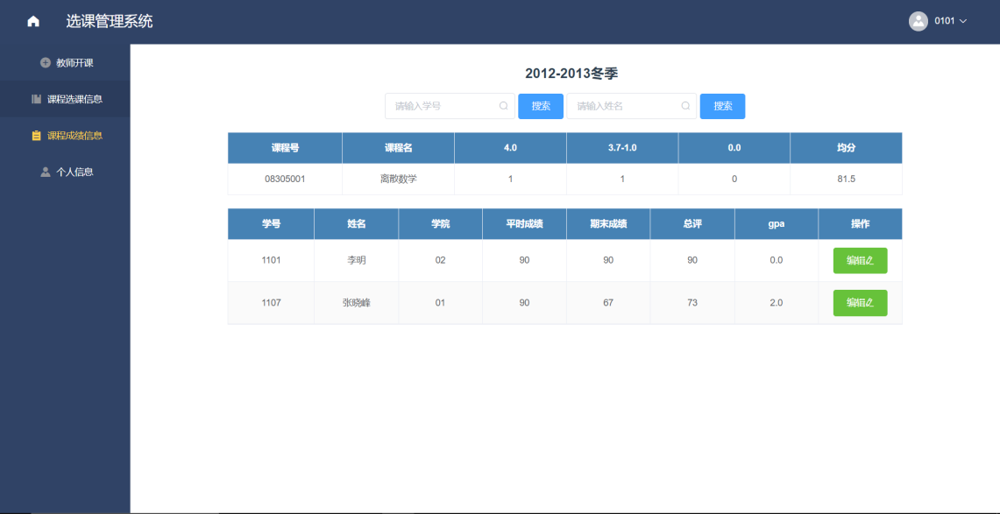 选课管理系统 0101
教师开课
课程选课信息
课程成绩信息
个人信息
2012-2013冬季
请输入学号 搜索 请输入姓名 搜索
课程号 课程名 4.0 3.7-1.0 0.0 均分
08305001 离散数学 1 1 0 81.5
学号 姓名 学院 平时成绩 期末成绩 总评 gpa 操作
1101 李明 02 90 90 90 0.0 编辑
1107 张晓峰 01 90 67 73 2.0 编辑